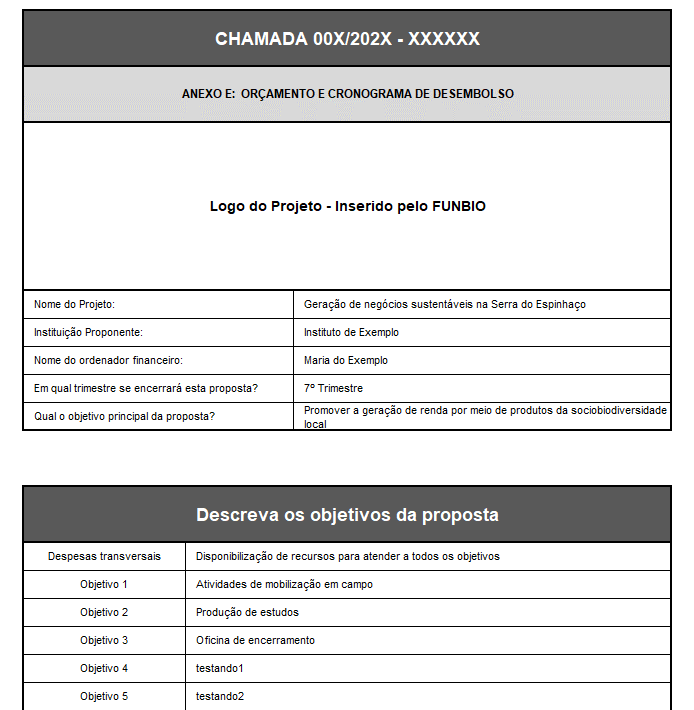 CHAMADA 00X/202X - XXXXXX
ANEXO E: ORÇAMENTO E CRONOGRAMA DE DESEMBOLSO
Logo do Projeto - Inserido pelo FUNBIO
Nome do Projeto: Geração de negócios sustentáveis na Serra do Espinhaço
Instituição Proponente: Instituto de Exemplo
Nome do ordenador financeiro: Maria do Exemplo
Em qual trimestre se encerrará esta proposta? 7º Trimestre
Qual o objetivo principal da proposta? Promover a geração de renda por meio de produtos da sociobiodiversidade
local
Descreva os objetivos da proposta
Despesas transversais Disponibilização de recursos para atender a todos os objetivos
Objetivo 1 Atividades de mobilização em campo
Objetivo 2 Produção de estudos
Objetivo 3 Oficina de encerramento
Objetivo 4 testando1
Objetivo 5 testando2